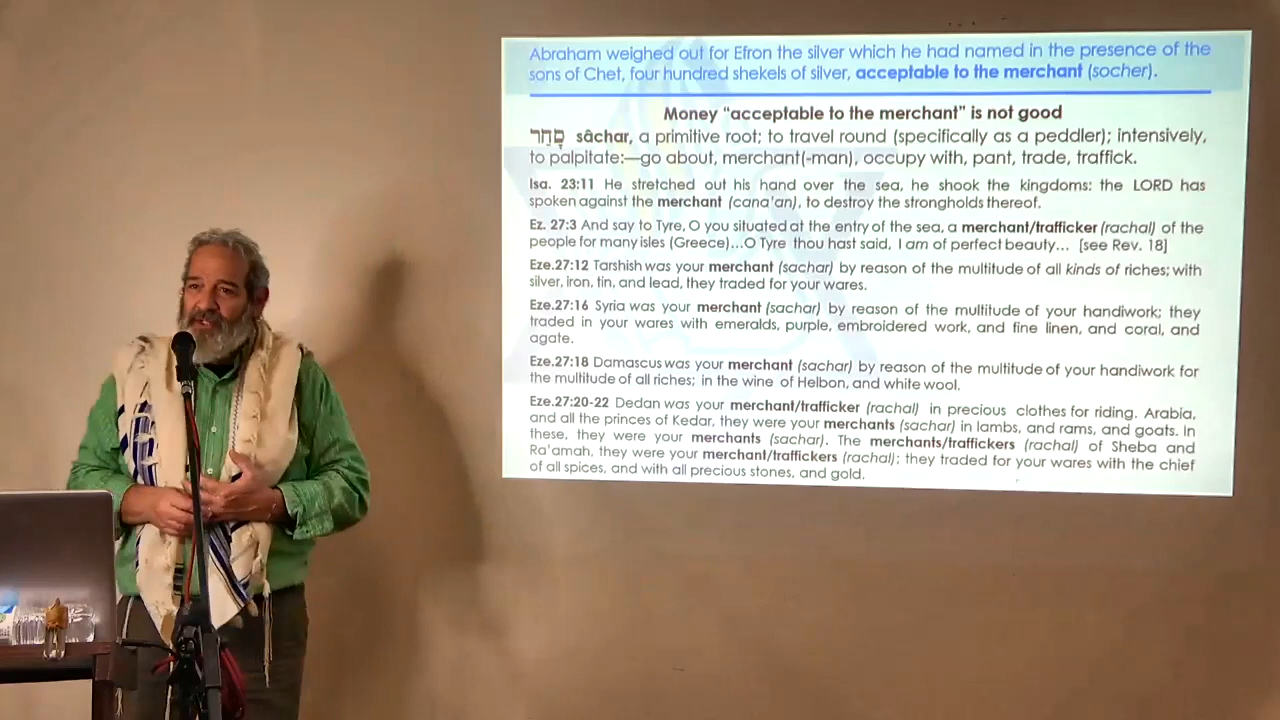 Abraham weighed out for Efron the silver which he had named in the presence of the
sons of Chet, four hundred shekels of silver, acceptable to the merchant (socher).
Money “acceptable to the merchant” is not good
סָחַר sâchar, a primitive root; to travel round (specifically as a peddler); intensively,
to palpitate:—go about, merchant(-man), occupy with, pant, trade, traffick.
Isa. 23:11 He stretched out his hand over the sea, he shook the kingdoms: the LORD has
spoken against the merchant (cana'an), to destroy the strongholds thereof.
Ez. 27:3 And say to Tyre, O you situated at the entry of the sea, a merchant/trafficker (rachal) of the
people for many isles (Greece)…O Tyre thou hast said, I am of perfect beauty… [see Rev. 18]
Eze.27:12 Tarshish was your merchant (sachar) by reason of the multitude of all kinds of riches; with
silver, iron, tin, and lead, they traded for your wares.
Eze.27:16 Syria was your merchant (sachar) by reason of the multitude of your handiwork; they
traded in your wares with emeralds, purple, embroidered work, and fine linen, and coral, and
agate.
Eze.27:18 Damascus was your merchant (sachar) by reason of the multitude of your handiwork for
the multitude of all riches; in the wine of Helbon, and white wool.
Eze.27:20-22 Dedan was your merchant/trafficker (rachal) in precious clothes for riding. Arabia,
and all the princes of Kedar, they were your merchants (sachar) in lambs, and rams, and goats. In
these, they were your merchants (sachar). The merchants/traffickers (rachal) of Sheba and
Ra'amah, they were your merchant/traffickers (rachal); they traded for your wares with the chief
of all spices, and with all precious stones, and gold.